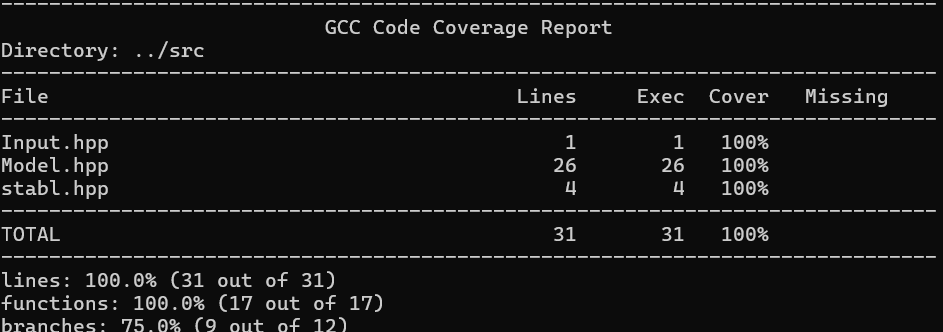 GCC Code Coverage Report
Directory: ../src
File Lines Exec Cover Missing
Input.hpp 1 1 100%
Model.hpp 26 26 100%
stabl.hpp 4 4 100%
TOTAL 31 31 100%
lines: 100.0% (31 out of 31)
functions: 100.0% (17 out of 17)
branches: 75.0% (9 out of 12)